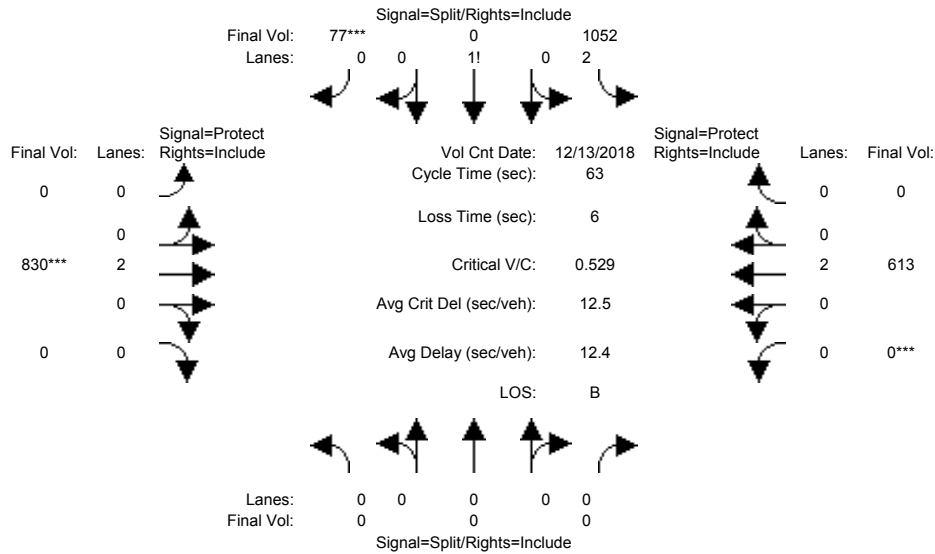 Signal=Split/Rights=Include
Final Vol: 77*** 0 1052
Lanes: 0 0 1! 0 2
Signal=Protect
Final Vol: Lanes: Rights=Include
Vol Cnt Date: 12/13/2018
Signal=Protect
Rights=Include Lanes: Final Vol:
Cycle Time (sec): 63
0 0
0 0
Loss Time (sec): 6
0
0
830*** 2
Critical V/C: 0.529
2 613
0
Avg Crit Del (sec/veh): 12.5
0
0 0
Avg Delay (sec/veh): 12.4
0 0***
LOS: B
Lanes: 0 0 0 0 0
Final Vol: 0 0 0
Signal=Split/Rights=Include